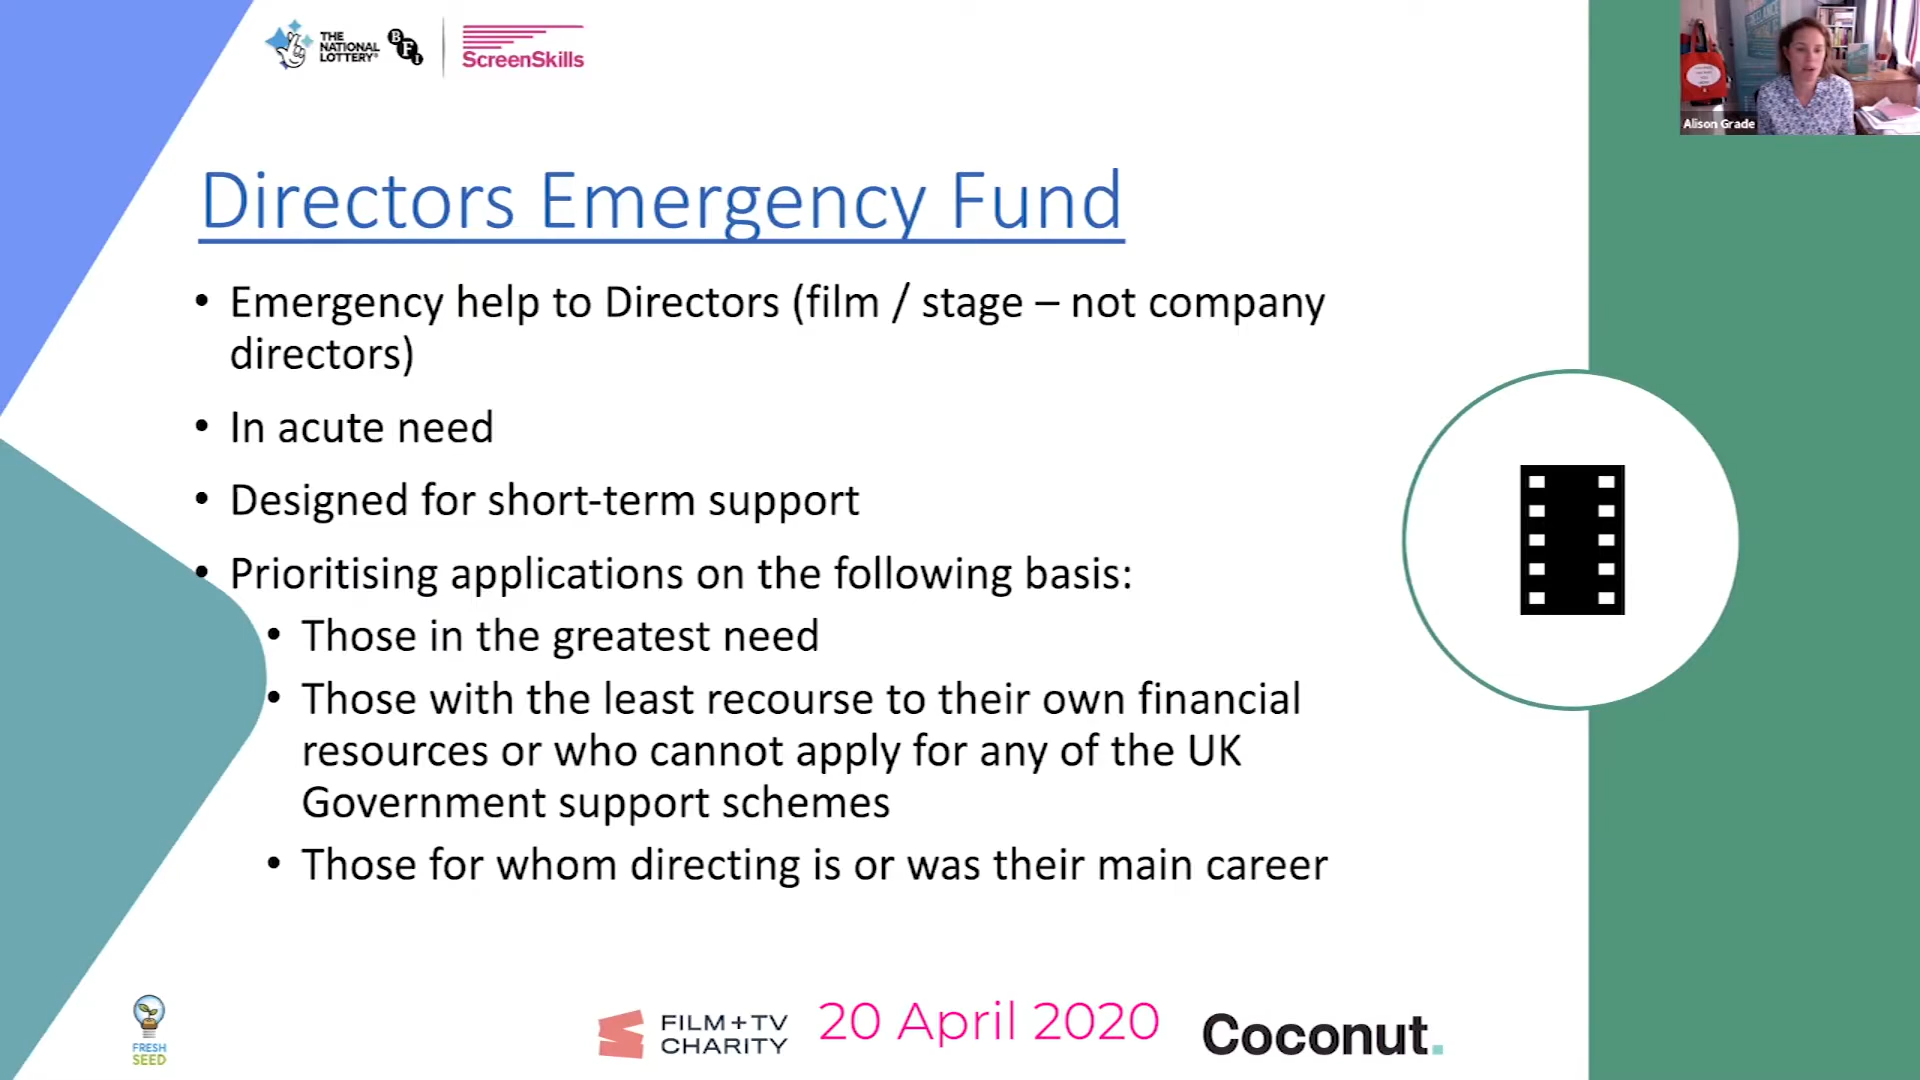 THE
NATIONAL
LOTTERY®
BFI
ScreenSkills
Alison Grade
Directors Emergency Fund
• Emergency help to Directors (film / stage – not company
directors)
• In acute need
• Designed for short-term support
• Prioritising applications on the following basis:
• Those in the greatest need
• Those with the least recourse to their own financial
resources or who cannot apply for any of the UK
Government support schemes
• Those for whom directing is or was their main career
FRESH
SEED
FILM+TV
CHARITY
20 April 2020
Coconut.